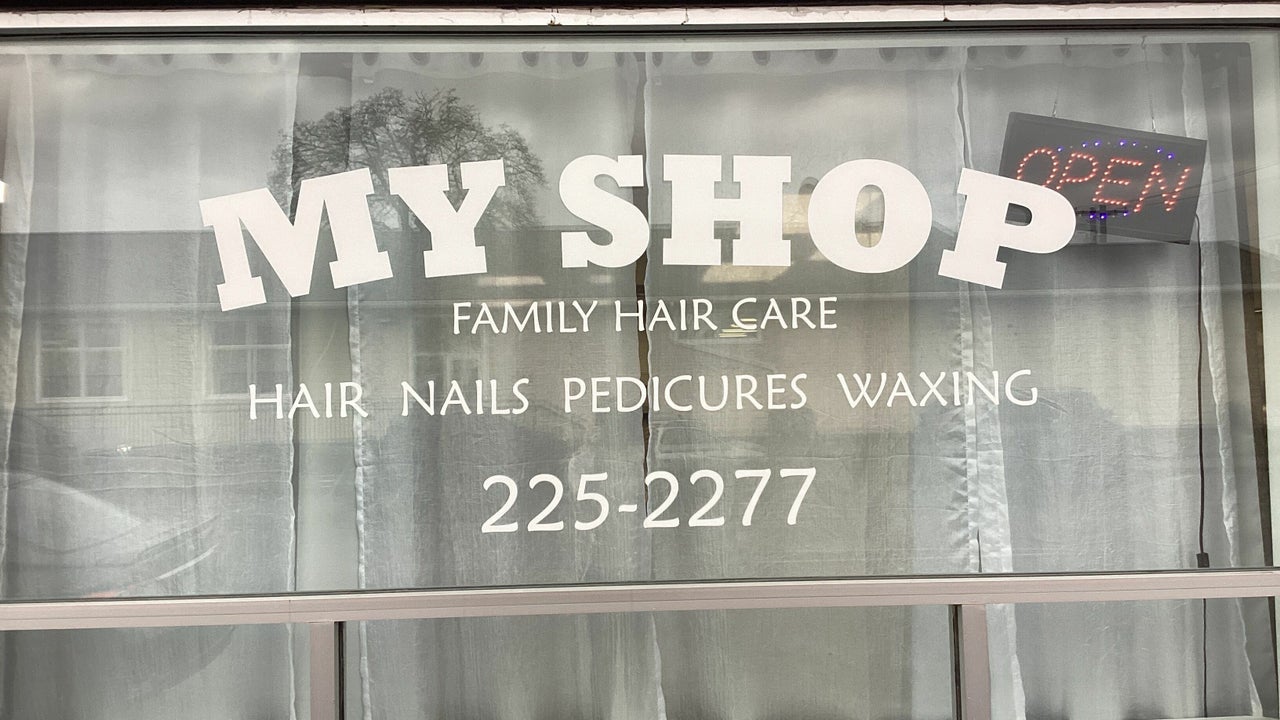 MY SHOP
OPEN
FAMILY HAIR CARE
HAIR NAILS PEDICURES WAXING
225-2277